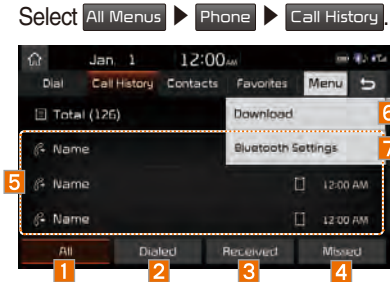 Select All Menus ▶ Phone ▶ Call History.
Jan. 1 12:00 AM
Dial Call History Contacts Favorites Menu
Total (126) Download 6
Name Bluetooth Settings 7
5 Name 12:00 AM
Name 12:00 AM
All Dialed Received Missed
1 2 3 4